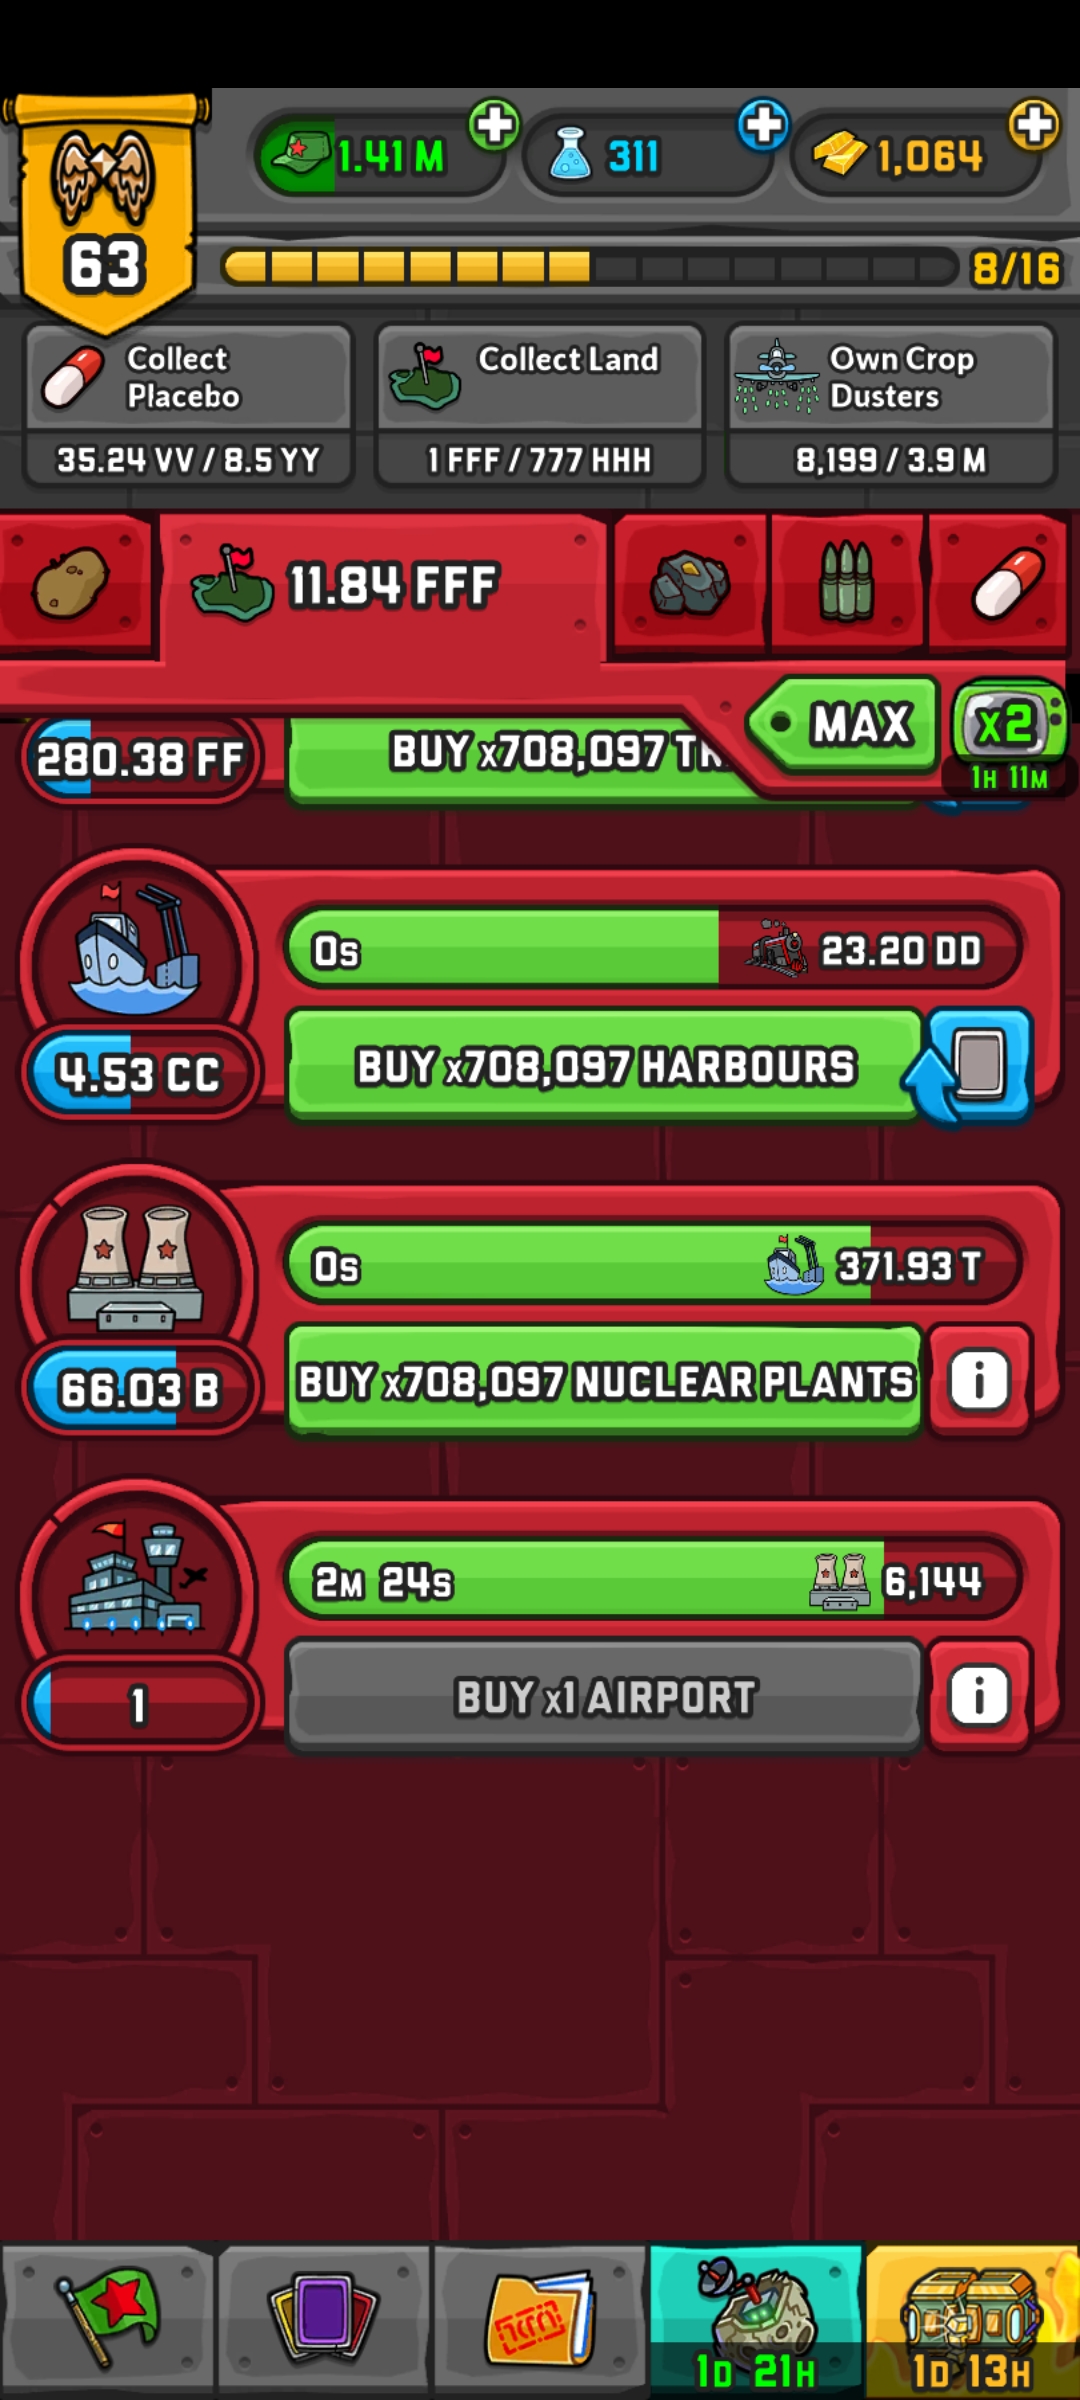 63
1.41 M
311
1,064
8/16
Collect
Placebo
35.24 VV / 8.5 YY
Collect Land
1 FFF / 777 HHH
Own Crop
Dusters
8,199 / 3.9 M
11.84 FFF
MAX
x2
1H 11M
280.38 FF
BUY x708,097 TR
0s
23.20 DD
4.53 CC
BUY x708,097 HARBOURS
0s
371.93 T
66.03 B
BUY x708,097 NUCLEAR PLANTS
i
2M 24s
6,144
1
BUY x1 AIRPORT
i
1D 21H
1D 13H